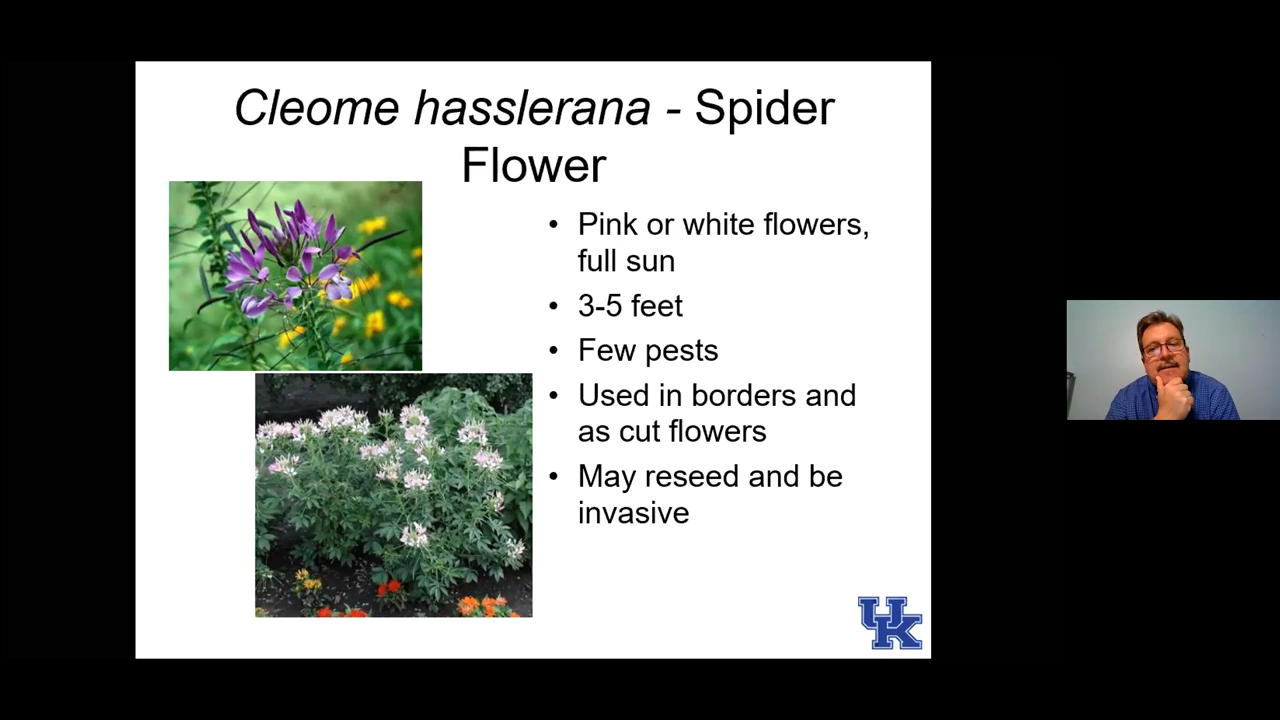 Cleome hasslerana - Spider
Flower
• Pink or white flowers,
full sun
• 3-5 feet
• Few pests
• Used in borders and
as cut flowers
• May reseed and be
invasive
UK